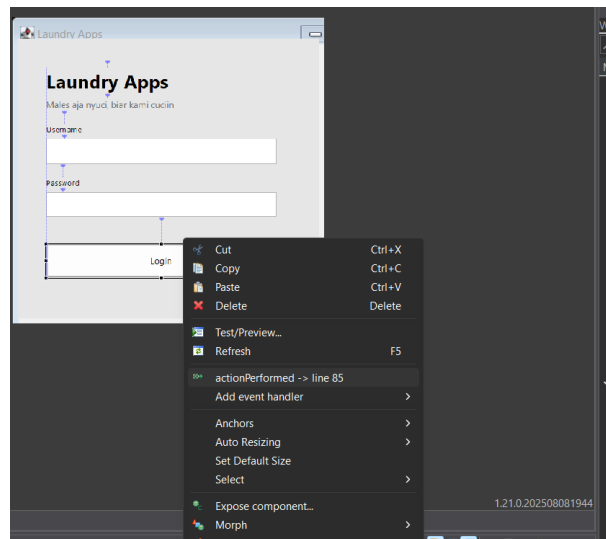 Laundry Apps
Laundry Apps
Males aja nyuci, biar kami cuciin
Username
Password
Login
Cut Ctrl+X
Copy Ctrl+C
Paste Ctrl+V
Delete Delete
Test/Preview...
Refresh F5
actionPerformed -> line 85
Add event handler
Anchors
Auto Resizing
Set Default Size
Select
Expose component...
Morph
1.21.0.202508081944